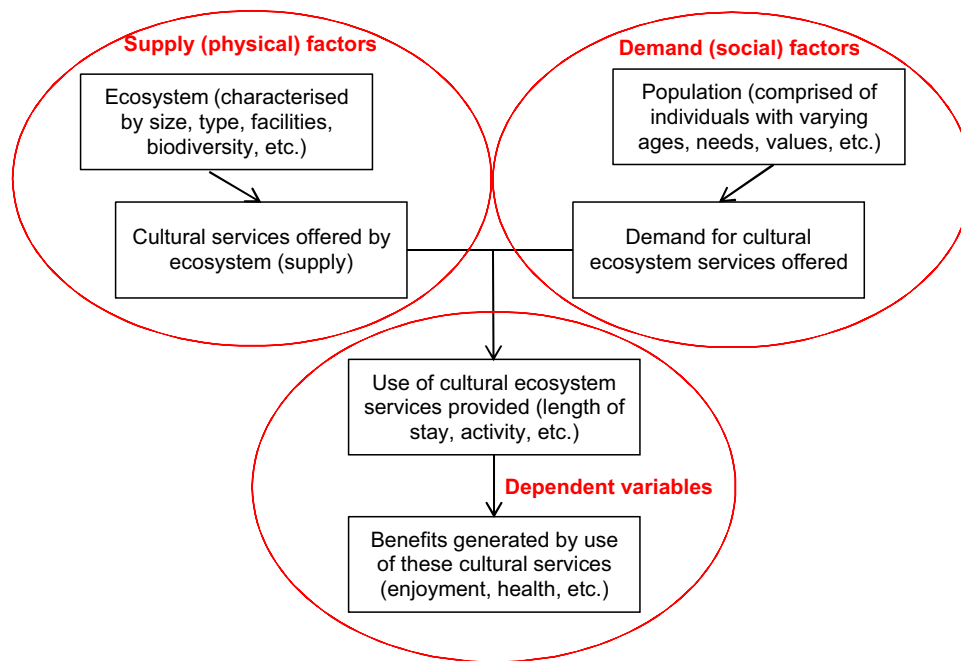 Supply (physical) factors
Ecosystem (characterised
by size, type, facilities,
biodiversity, etc.)
Cultural services offered by
ecosystem (supply)
Demand (social) factors
Population (comprised of
individuals with varying
ages, needs, values, etc.)
Demand for cultural
ecosystem services offered
Use of cultural ecosystem
services provided (length of
stay, activity, etc.)
Dependent variables
Benefits generated by use
of these cultural services
(enjoyment, health, etc.)